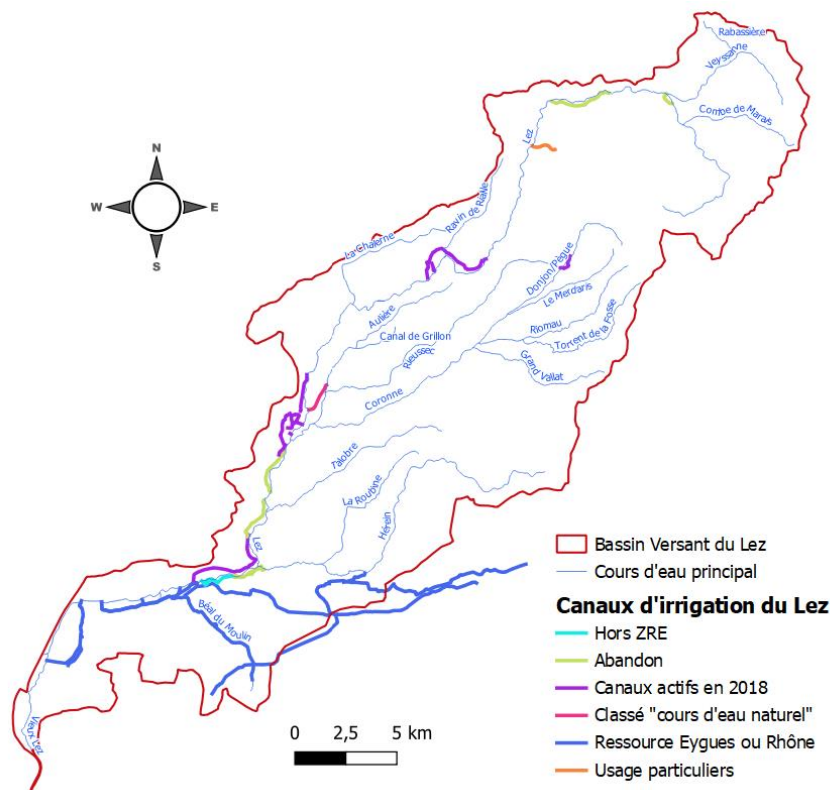 Rabassière
Veyssanne
Combe de Marais
Lez
N
W
E
S
Ravin de Rialle
La Chalerne
Donjon/Pègue
Le Merdaris
Aulière
Canal de Grillon
Riomau
Torrent de la Fosse
Rieussec
Grand Vallat
Coronne
Talobre
La Roubine
Hérein
Lez
Béal du Moulin
Vieux Lez
Bassin Versant du Lez
Cours d'eau principal
Canaux d'irrigation du Lez
Hors ZRE
Abandon
Canaux actifs en 2018
Classé "cours d'eau naturel"
Ressource Eygues ou Rhône
Usage particuliers
0 2,5 5 km